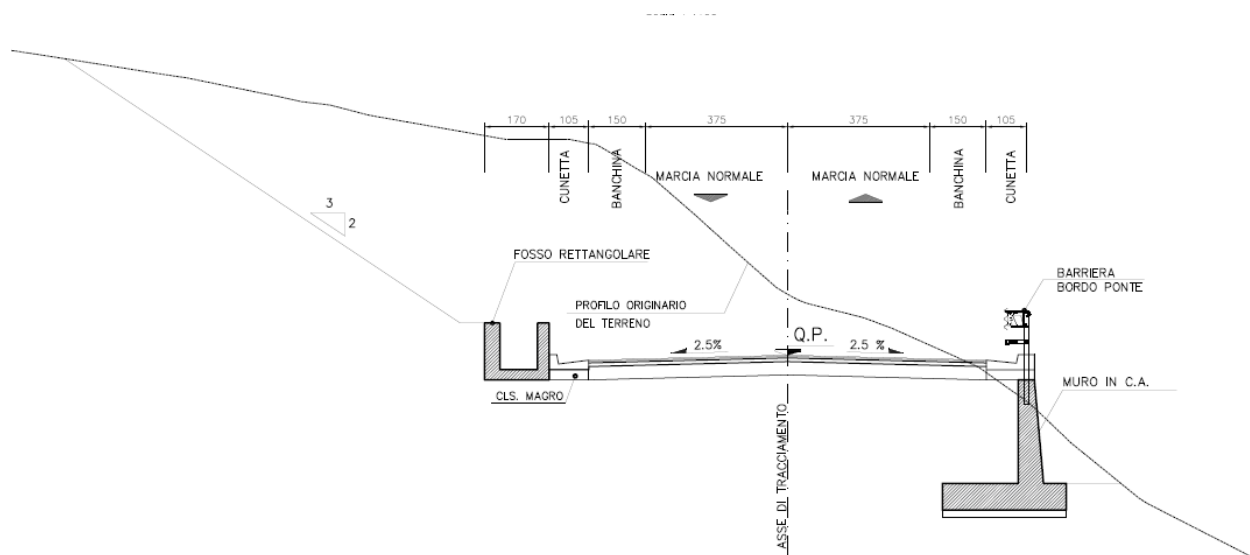 170 105 150 375 375 150 105
CUNETTA
BANCHINA
MARCIA NORMALE
MARCIA NORMALE
BANCHINA
CUNETTA
3
2
FOSSO RETTANGOLARE
PROFILO ORIGINARIO
DEL TERRENO
BARRIERA
BORDO PONTE
2.5%
Q.P.
2.5 %
CLS. MAGRO
MURO IN C.A.
ASSE DI TRACCIAMENTO